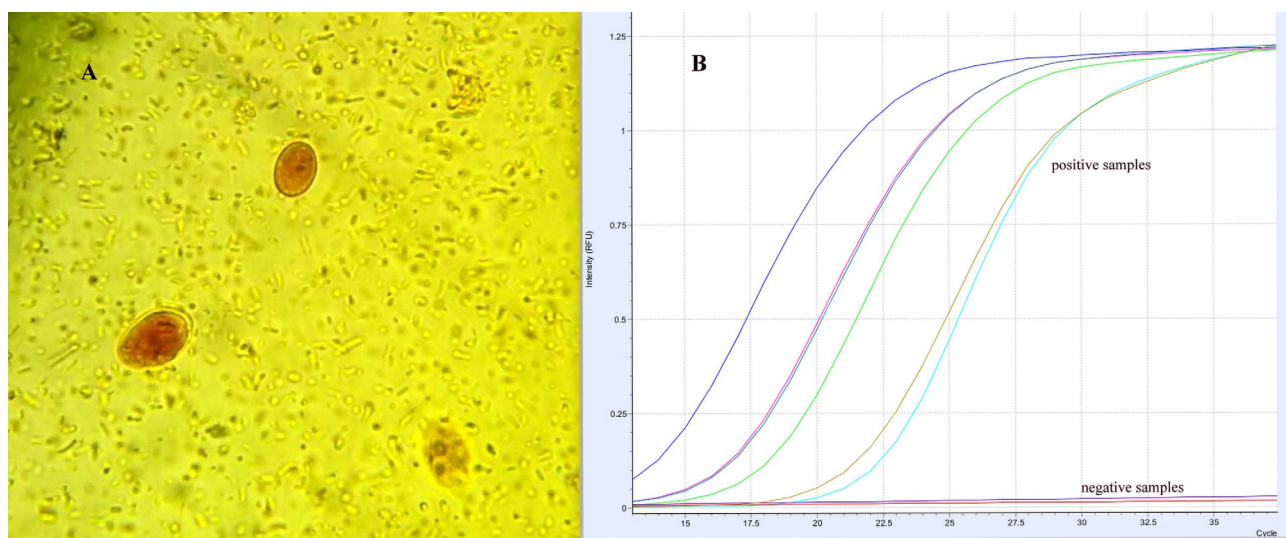 A
B
1.25
1
0.75
0.5
0.25
0
Intensity (RFU)
positive samples
negative samples
15
17.5
20
22.5
25
27.5
30
32.5
35
Cycle